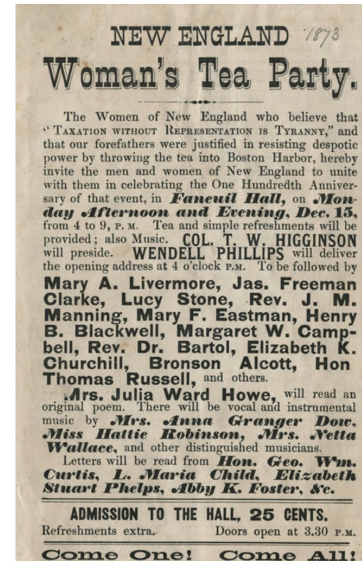 NEW ENGLAND 1873
Woman's Tea Party.
The Women of New England who believe that
"TAXATION WITHOUT REPRESENTATION IS TYRANNY," and
that our forefathers were justified in resisting despotic
power by throwing the tea into Boston Harbor, hereby
invite the men and women of New England to unite
with them in celebrating the One Hundredth Anniver-
sary of that event, in Faneuil Hall, on Mon-
day Afternoon and Evening, Dec. 15,
from 4 to 9, P. M. Tea and simple refreshments will be
provided; also Music. COL. T. W. HIGGINSON
will preside. WENDELL PHILLIPS will deliver
the opening address at 4 o'clock P.M. To be followed by
Mary A. Livermore, Jas. Freeman
Clarke, Lucy Stone, Rev. J. M.
Manning, Mary F. Eastman, Henry
B. Blackwell, Margaret W. Camp-
bell, Rev. Dr. Bartol, Elizabeth K.
Churchill, Bronson Alcott, Hon
Thomas Russell, and others.
Mrs. Julia Ward Howe, will read an
original poem. There will be vocal and instrumental
music by Mrs. Anna Granger Dow,
Miss Hattie Robinson, Mrs. Netta
Wallace, and other distinguished musicians.
Letters will be read from Hon. Geo. Wm.
Curtis, L. Maria Child, Elizabeth
Stuart Phelps, Abby K. Foster, &c.
ADMISSION TO THE HALL, 25 CENTS.
Refreshments extra. Doors open at 3.30 P.M.
Come One! Come All!